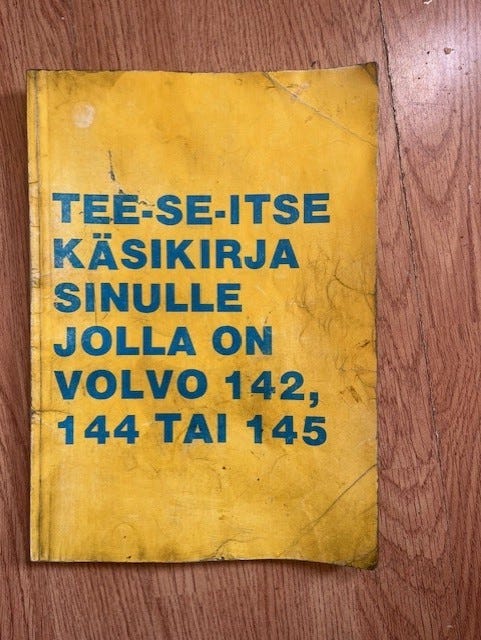 TEE-SE-ITSE
KÄSIKIRJA
SINULLE
JOLLA ON
VOLVO 142,
144 TAI 145